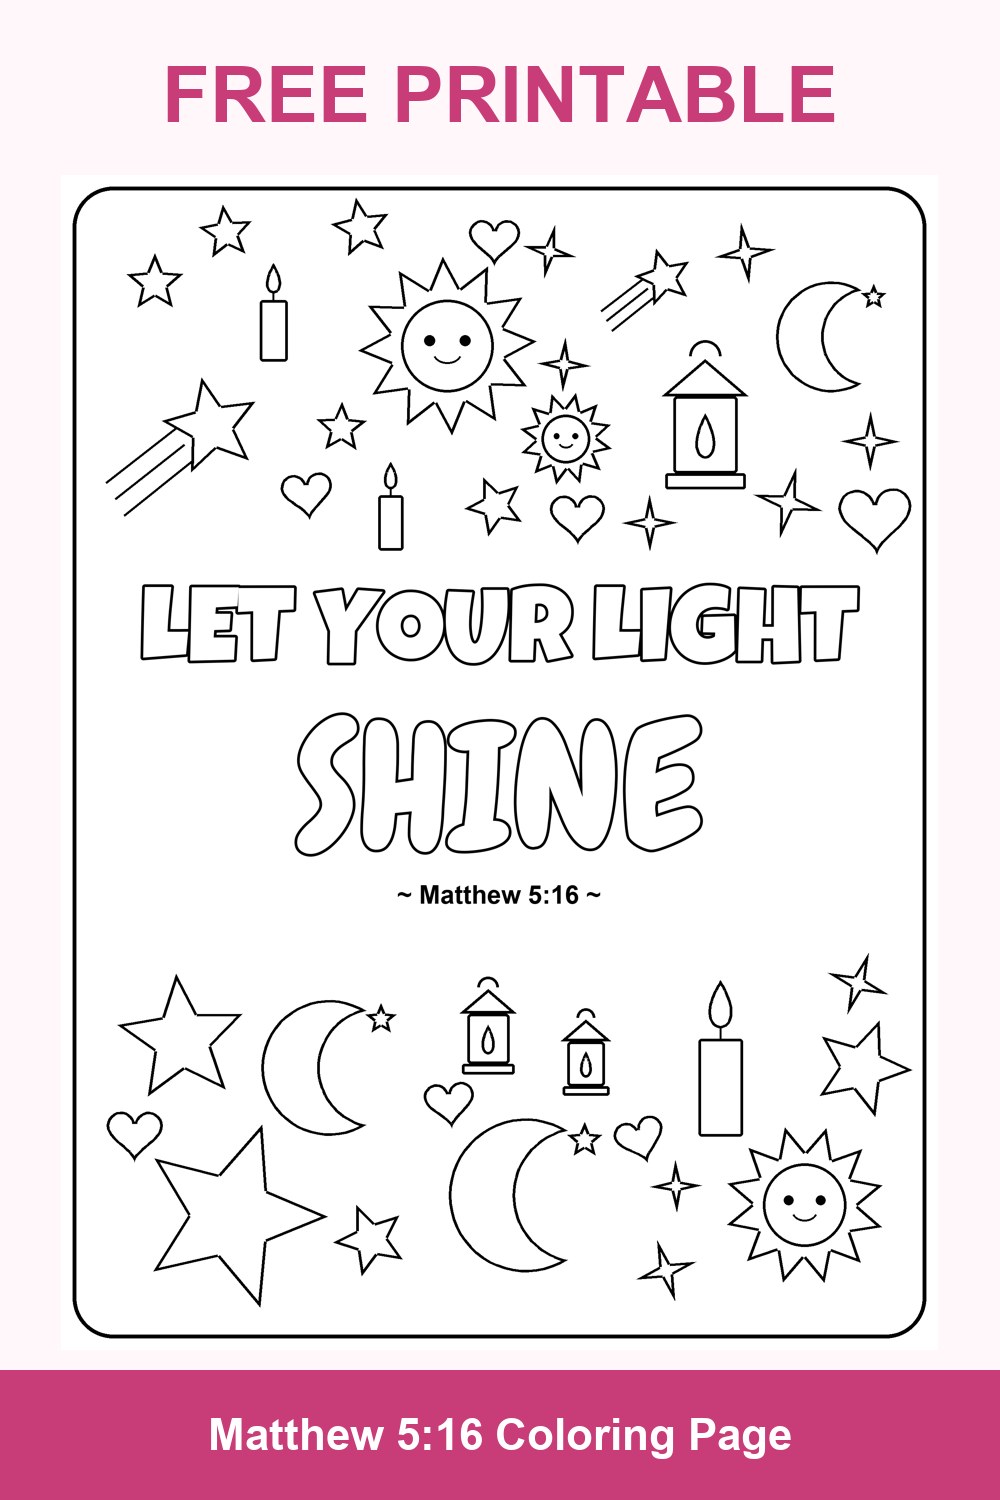 FREE PRINTABLE
LET YOUR LIGHT
SHINE
~ Matthew 5:16 ~
Matthew 5:16 Coloring Page